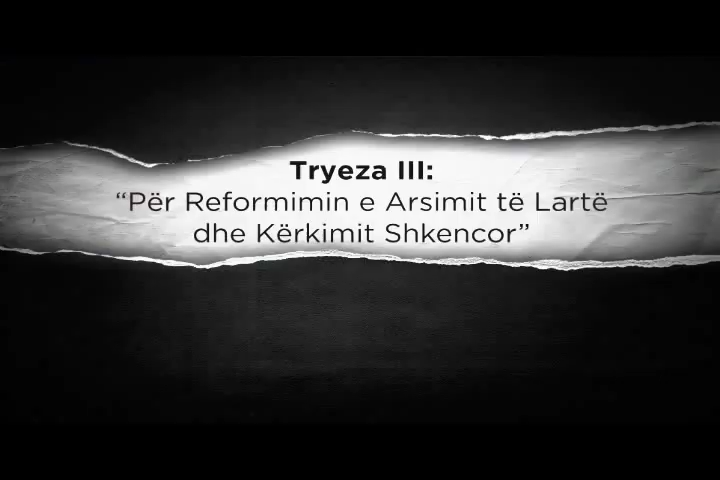 Tryeza III:
“Për Reformimin e Arsimit të Lartë
dhe Kërkimit Shkencor”